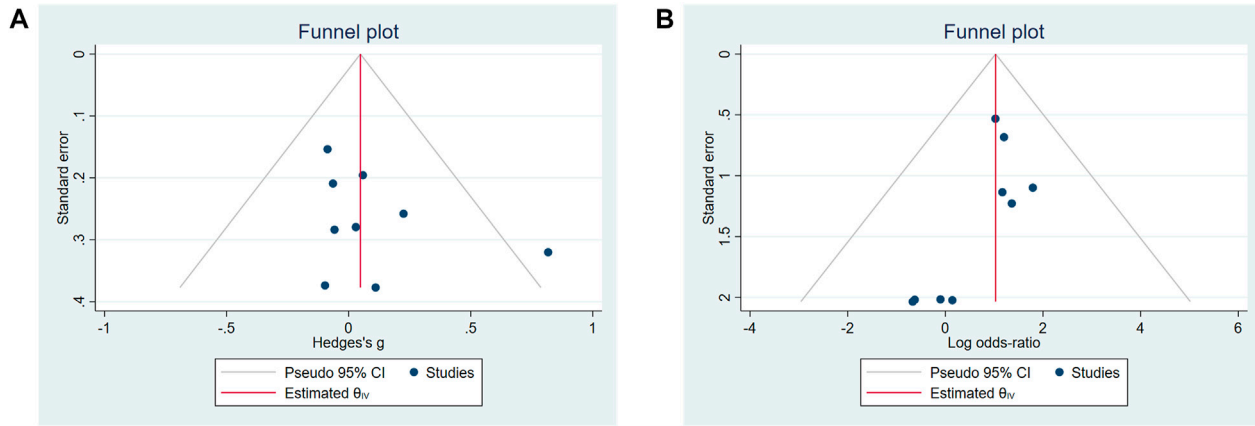 A
Funnel plot
Standard error
0
.1
.2
.3
.4
-1
-.5
0
.5
1
Hedges's g
Pseudo 95% CI
Studies
Estimated θIV
B
Funnel plot
Standard error
0
.5
1
1.5
2
-4
-2
0
2
4
6
Log odds-ratio
Pseudo 95% CI
Studies
Estimated θIV